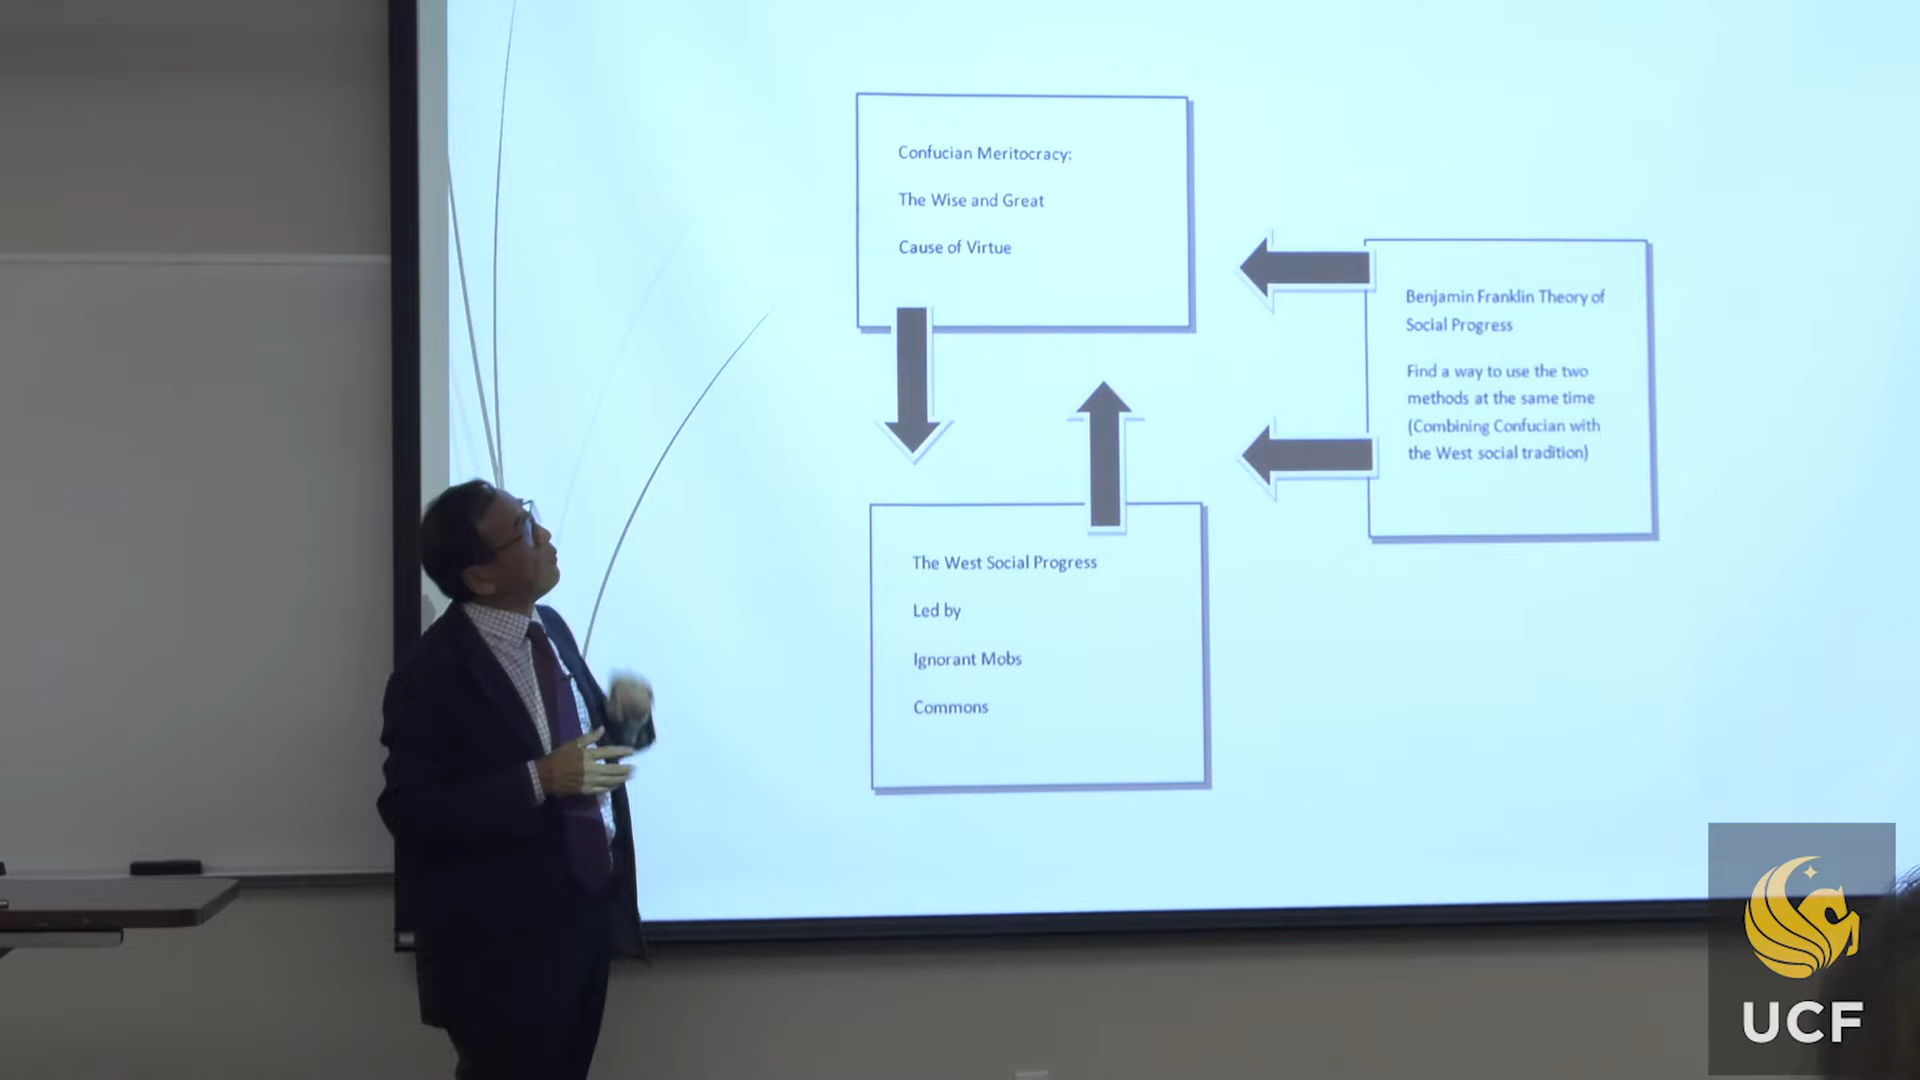 Confucian Meritocracy:
The Wise and Great
Cause of Virtue
Benjamin Franklin Theory of
Social Progress
Find a way to use the two
methods at the same time
(Combining Confucian with
the West social tradition)
The West Social Progress
Led by
Ignorant Mobs
Commons
UCF